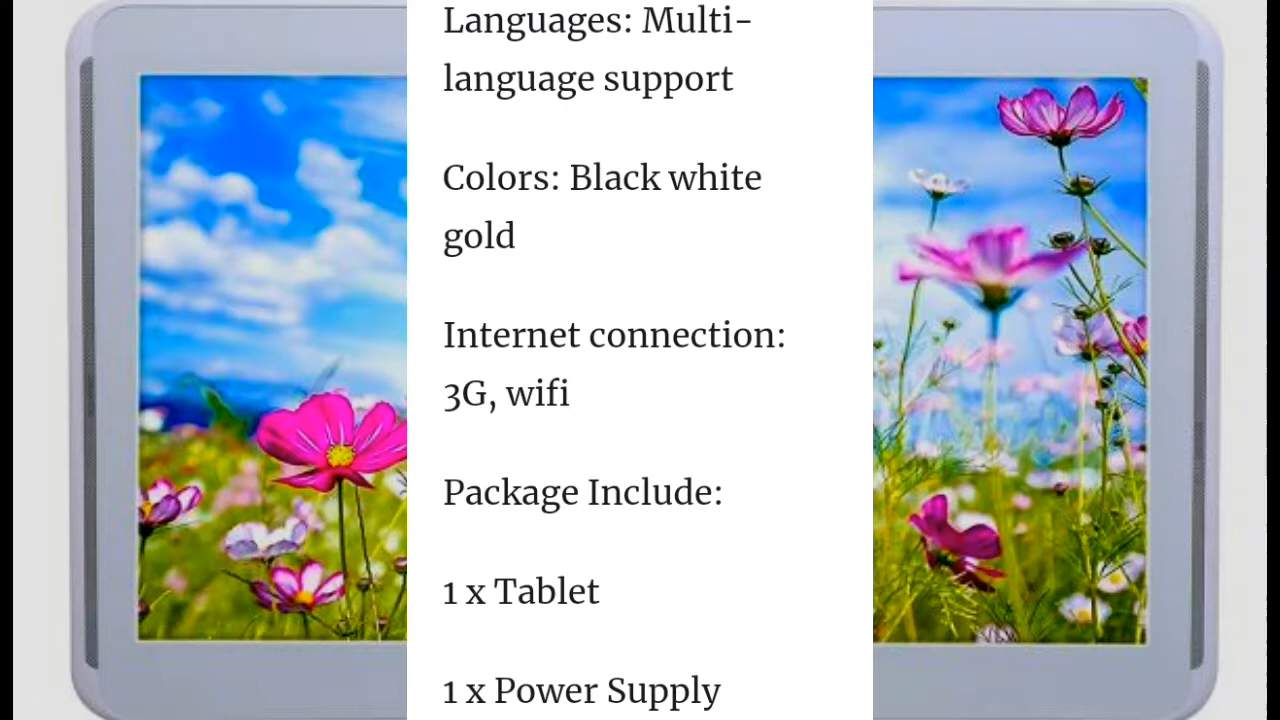 Languages: Multi-
language support
Colors: Black white
gold
Internet connection:
3G, wifi
Package Include:
1 x Tablet
1 x Power Supply